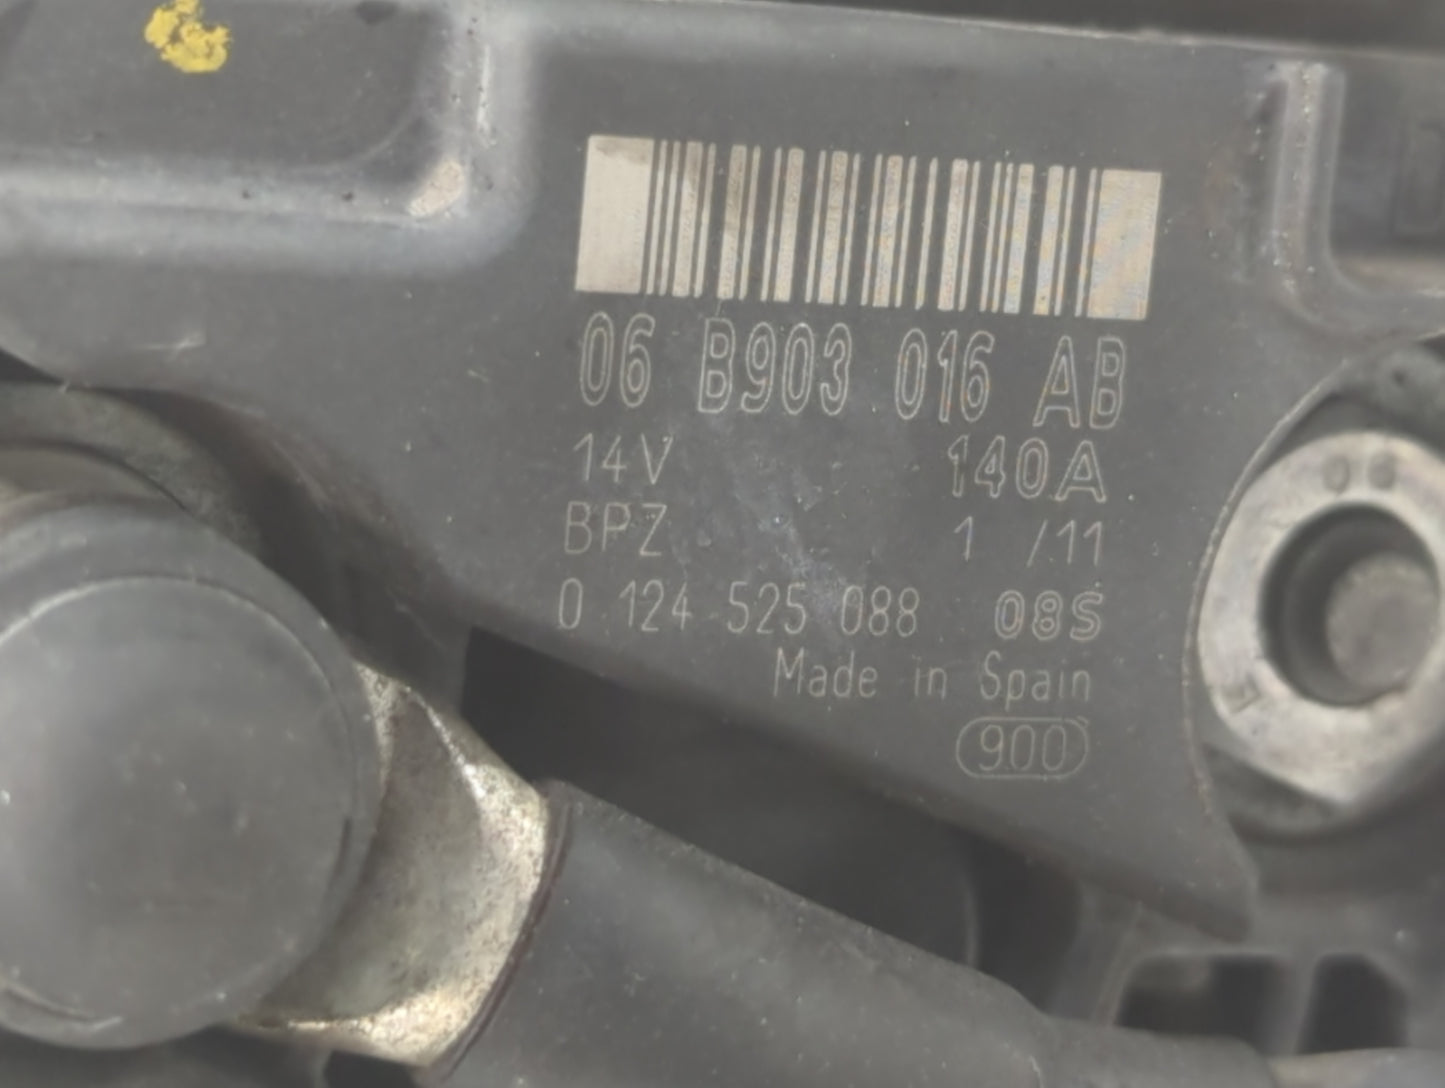 06 B903 016 AB
14V 140A
BPZ 1 /11
0 124 525 088 08S
Made in Spain
900